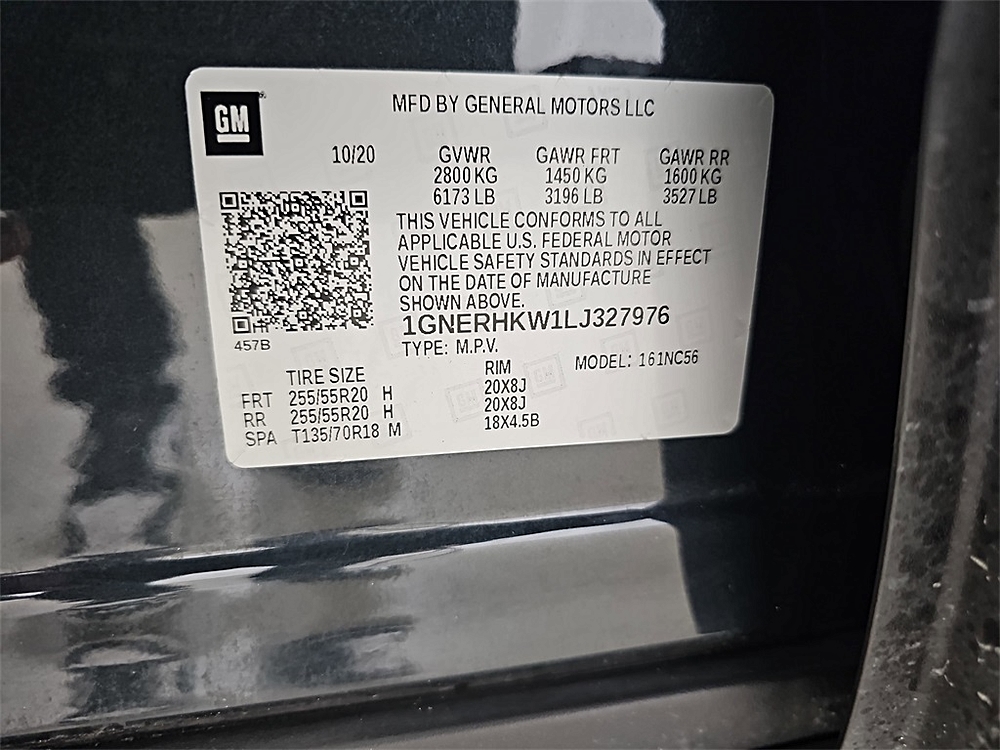 GM
MFD BY GENERAL MOTORS LLC
10/20 GVWR GAWR FRT GAWR RR
2800 KG 1450 KG 1600 KG
6173 LB 3196 LB 3527 LB
THIS VEHICLE CONFORMS TO ALL
APPLICABLE U.S. FEDERAL MOTOR
VEHICLE SAFETY STANDARDS IN EFFECT
ON THE DATE OF MANUFACTURE
SHOWN ABOVE.
1GNERHKW1LJ327976
457B
TYPE: M.P.V. MODEL: 161NC56
TIRE SIZE RIM
FRT 255/55R20 H 20X8J
RR 255/55R20 H 20X8J
SPA T135/70R18 M 18X4.5B